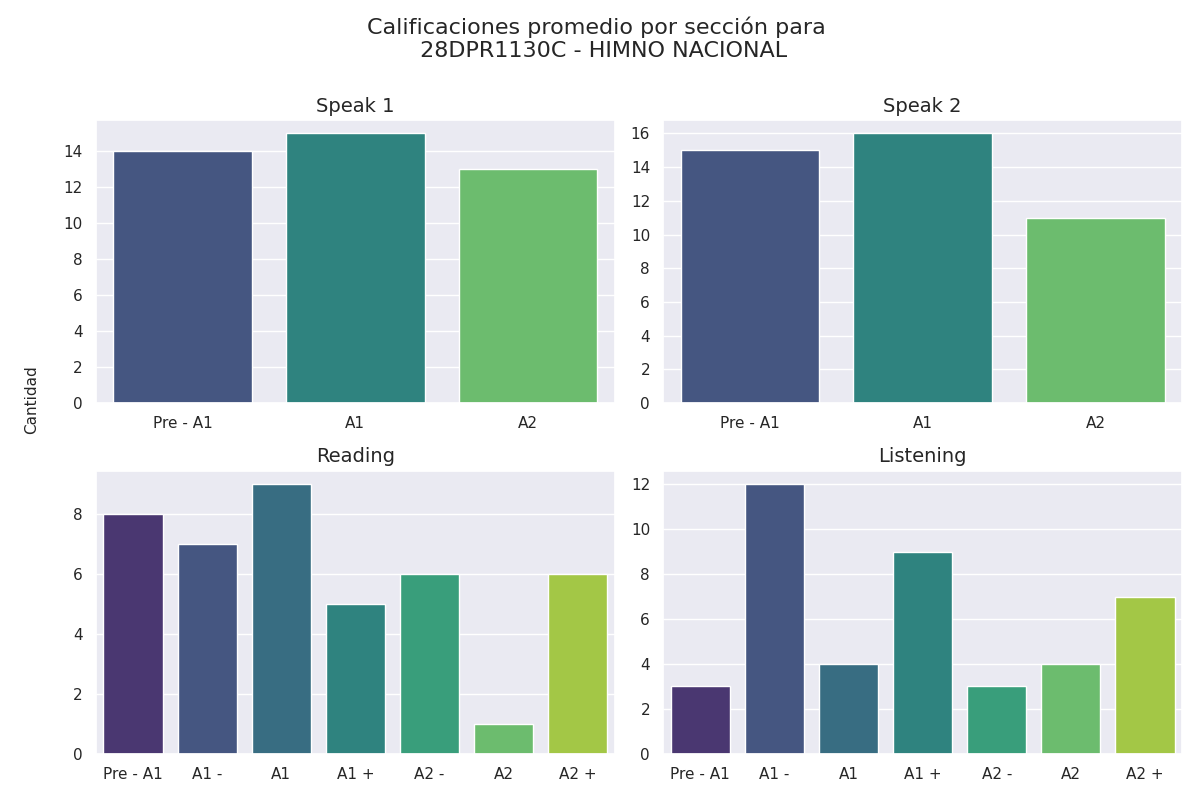 Calificaciones promedio por sección para
28DPR1130C - HIMNO NACIONAL
Cantidad
Speak 1
14
12
10
8
6
4
2
0
Pre - A1 A1 A2
Speak 2
16
14
12
10
8
6
4
2
0
Pre - A1 A1 A2
Reading
8
6
4
2
0
Pre - A1 A1 - A1 A1 + A2 - A2 A2 +
Listening
12
10
8
6
4
2
0
Pre - A1 A1 - A1 A1 + A2 - A2 A2 +